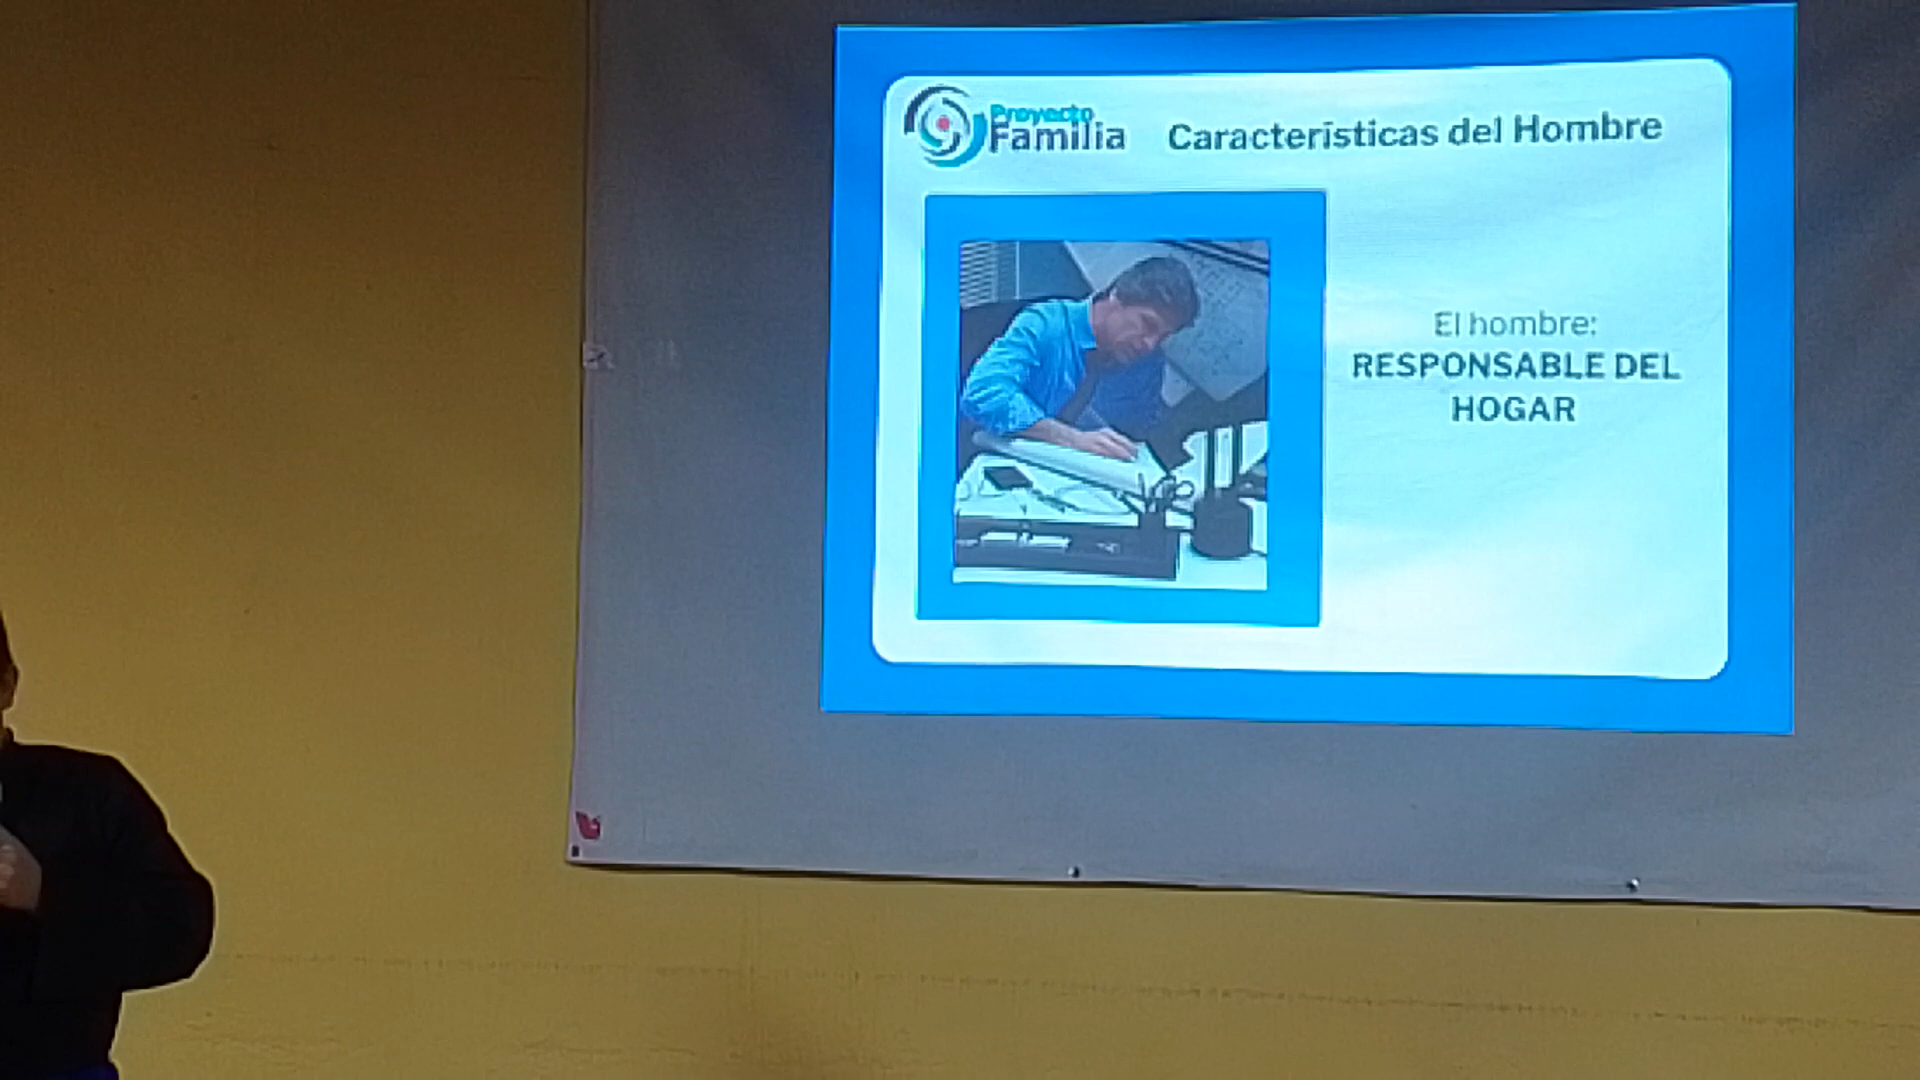 Proyecto
Familia
Características del Hombre
El hombre:
RESPONSABLE DEL
HOGAR